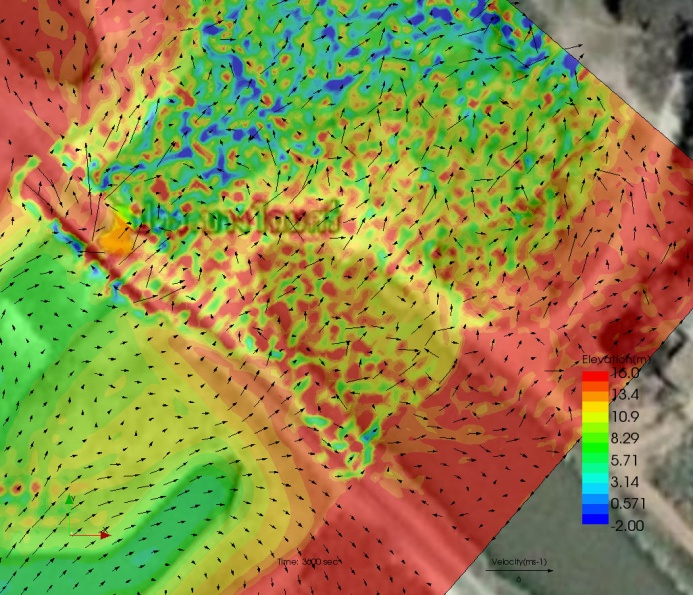 Elevation(m)
16.0
13.4
10.9
8.29
5.71
3.14
0.571
-2.00
Time: 3600 sec
Velocity(ms-1)